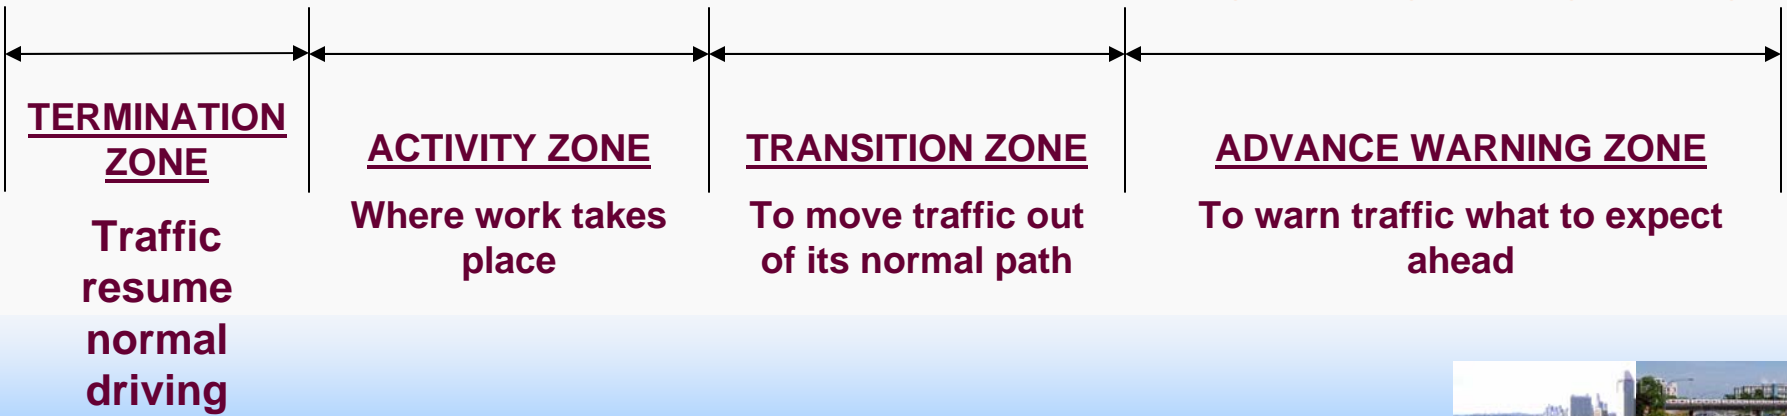 TERMINATION
ZONE
Traffic
resume
normal
driving
ACTIVITY ZONE
Where work takes
place
TRANSITION ZONE
To move traffic out
of its normal path
ADVANCE WARNING ZONE
To warn traffic what to expect
ahead